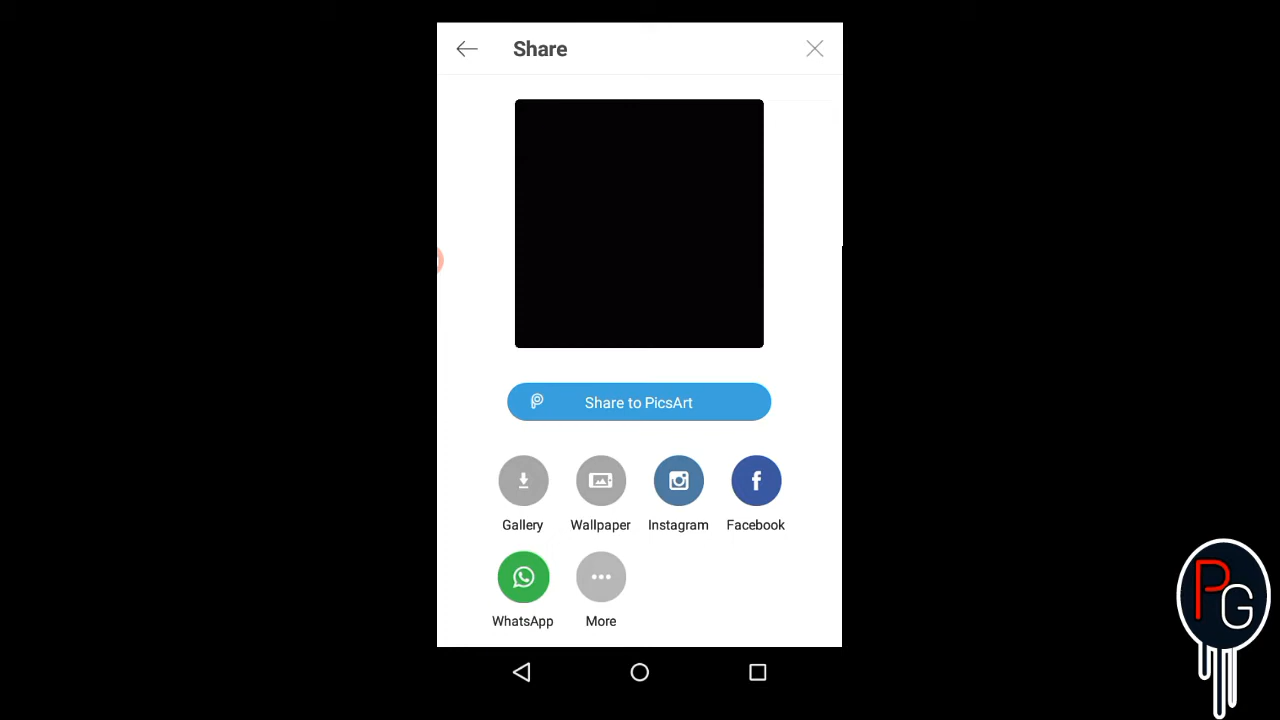 Share
Share to PicsArt
Gallery
Wallpaper
Instagram
Facebook
WhatsApp
More
PG